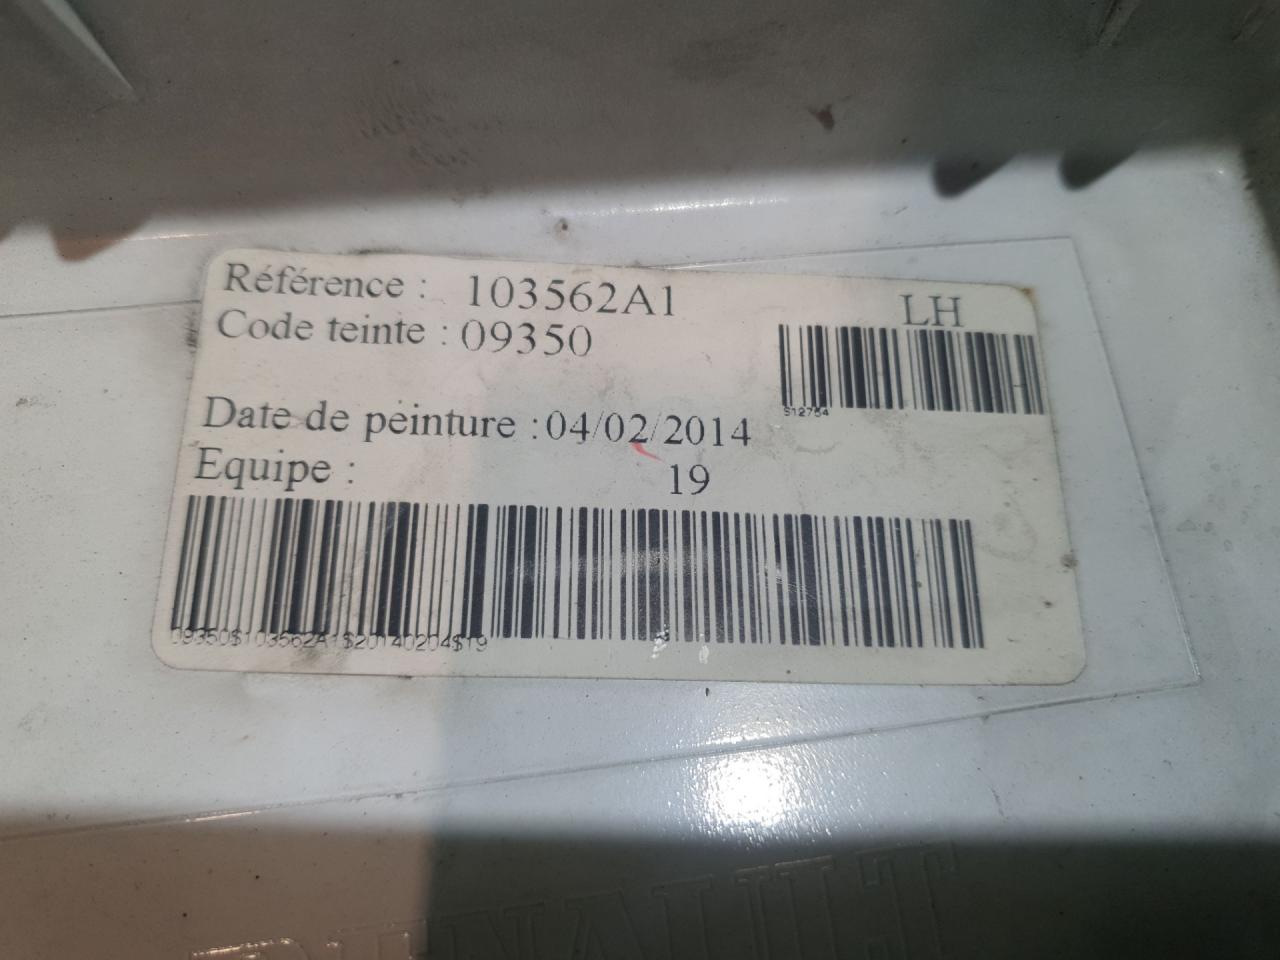 Référence : 103562A1
LH
Code teinte : 09350
S12754
Date de peinture : 04/02/2014
Equipe : 19
09350$103562A1$20140204$19
RENAULT